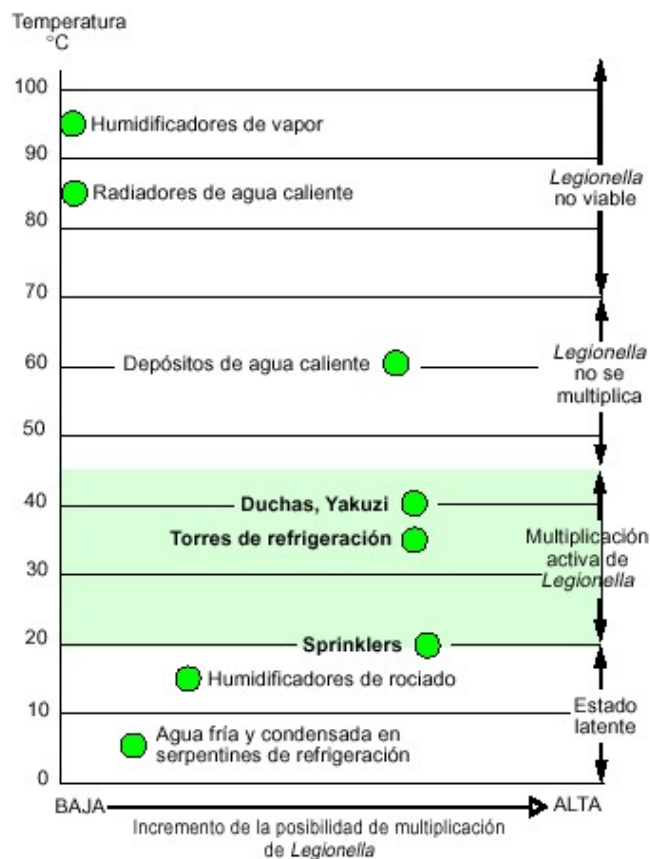 Temperatura
°C
100
Humidificadores de vapor
90
Radiadores de agua caliente
Legionella
no viable
80
70
Depósitos de agua caliente
60
Legionella
no se
multiplica
50
Duchas, Yakuzi
40
Torres de refrigeración
Multiplicación
activa de
Legionella
30
Sprinklers
20
Humidificadores de rociado
Estado
latente
10
Agua fría y condensada en
serpentines de refrigeración
0
BAJA
ALTA
Incremento de la posibilidad de multiplicación
de Legionella